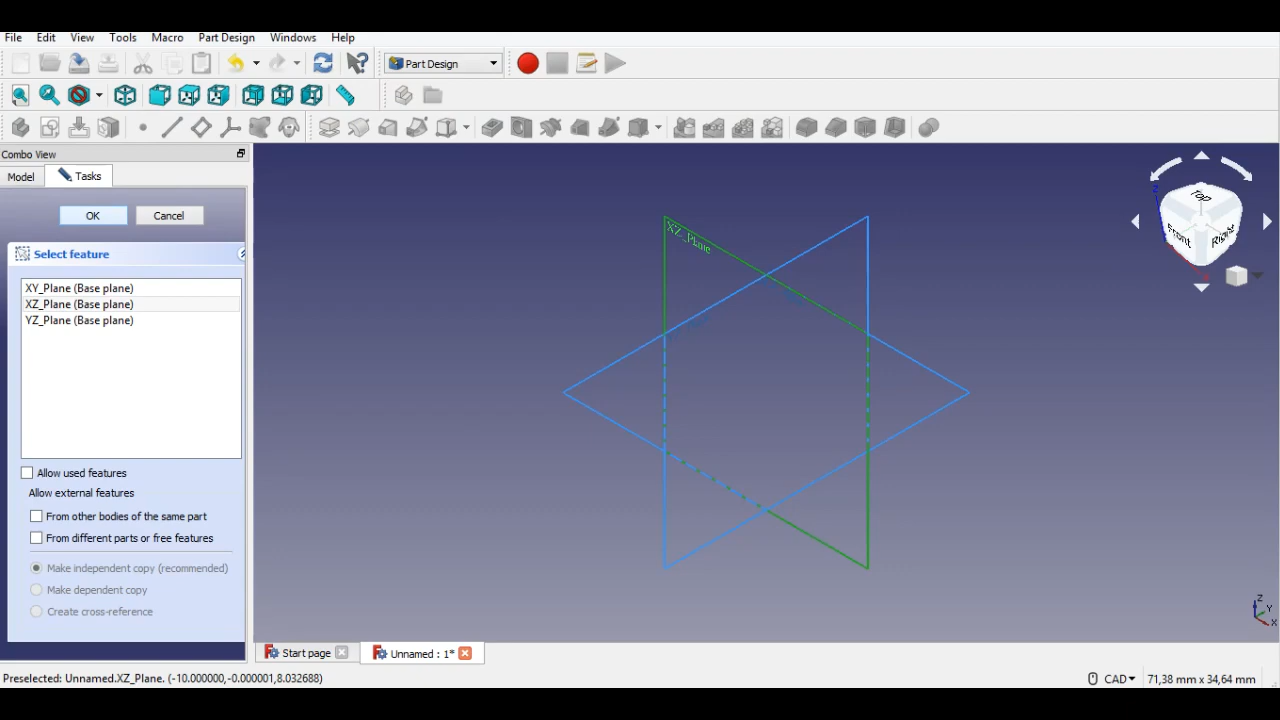 File Edit View Tools Macro Part Design Windows Help
Part Design
Combo View
Model Tasks
OK Cancel
Select feature
XY_Plane (Base plane)
XZ_Plane (Base plane)
YZ_Plane (Base plane)
Allow used features
Allow external features
From other bodies of the same part
From different parts or free features
Make independent copy (recommended)
Make dependent copy
Create cross-reference
XZ_Plane
Top
Front
Right
Z
Z
Y
X
Start page Unnamed : 1*
Preselected: Unnamed.XZ_Plane. (-10.000000,-0.000001,8.032688) CAD 71,38 mm x 34,64 mm